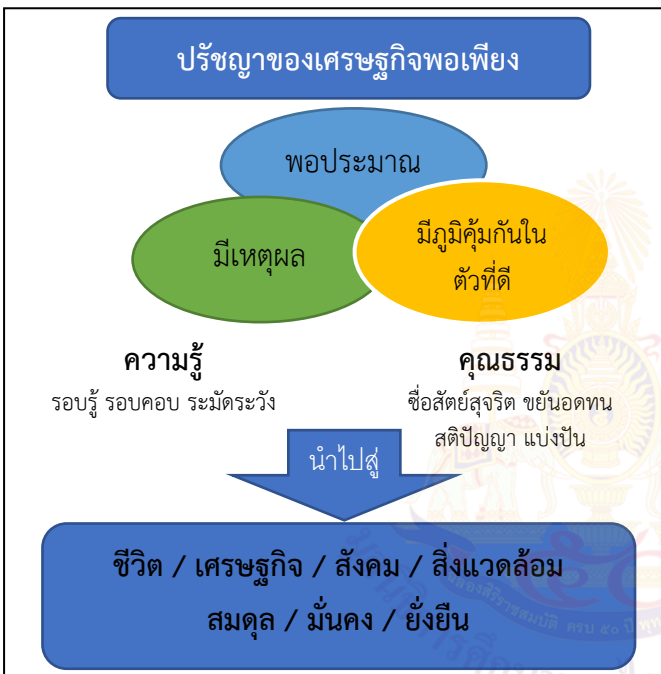 ปรัชญาของเศรษฐกิจพอเพียง
พอประมาณ
มีเหตุผล
มีภูมิคุ้มกันใน
ตัวที่ดี
ความรู้
รอบรู้ รอบคอบ ระมัดระวัง
คุณธรรม
ซื่อสัตย์สุจริต ขยันอดทน
สติปัญญา แบ่งปัน
นำไปสู่
ชีวิต / เศรษฐกิจ / สังคม / สิ่งแวดล้อม
สมดุล / มั่นคง / ยั่งยืน